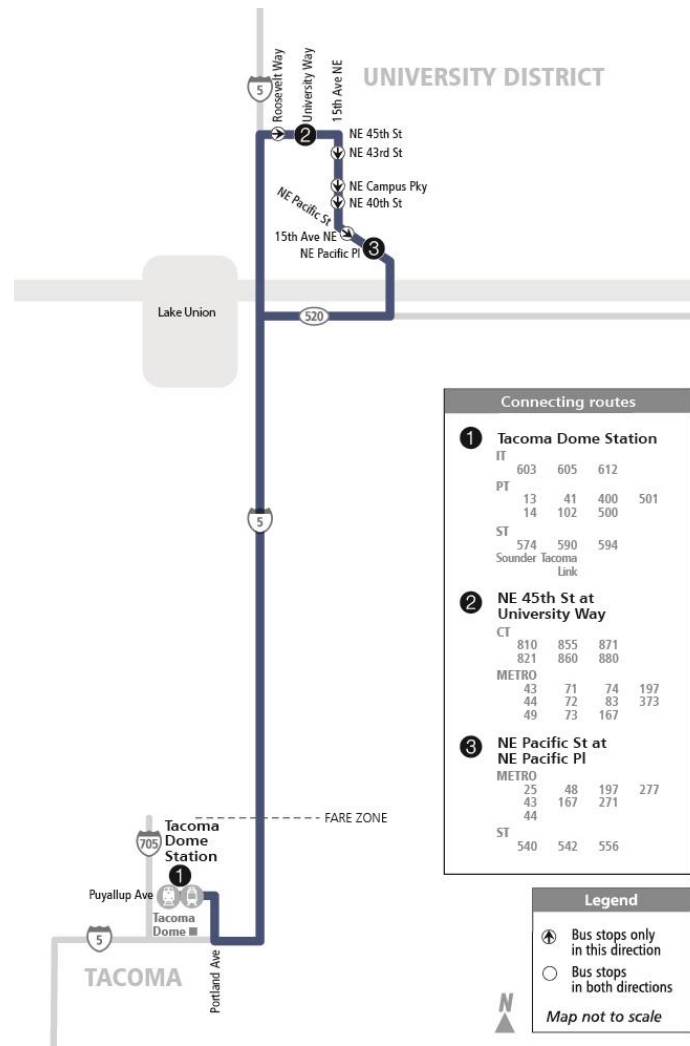 UNIVERSITY DISTRICT
5
Roosevelt Way
University Way
15th Ave NE
2
NE 45th St
NE 43rd St
NE Campus Pky
NE 40th St
NE Pacific St
15th Ave NE
NE Pacific Pl
3
Lake Union
520
5
FARE ZONE
705
Tacoma
Dome
Station
1
Puyallup Ave
Tacoma
Dome
5
Portland Ave
TACOMA
Connecting routes
1 Tacoma Dome Station
IT
603 605 612
PT
13 41 400 501
14 102 500
ST
574 590 594
Sounder Tacoma
Link
2 NE 45th St at
University Way
CT
810 855 871
821 860 880
METRO
43 71 74 197
44 72 83 373
49 73 167
3 NE Pacific St at
NE Pacific Pl
METRO
25 48 197 277
43 167 271
44
ST
540 542 556
Legend
Bus stops only
in this direction
Bus stops
in both directions
N
Map not to scale